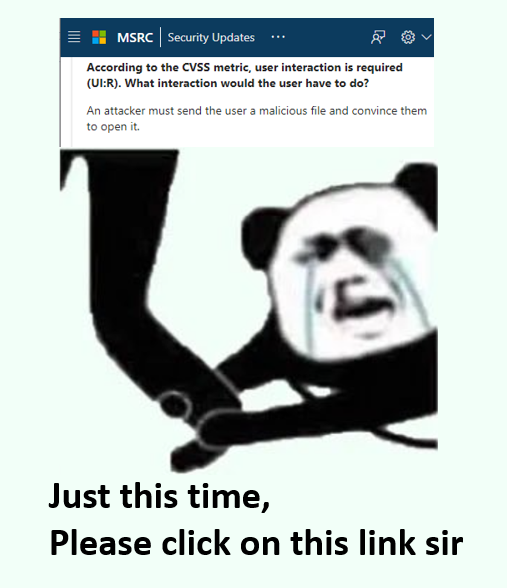 MSRC Security Updates ...
According to the CVSS metric, user interaction is required
(UI:R). What interaction would the user have to do?
An attacker must send the user a malicious file and convince them
to open it.
Just this time,
Please click on this link sir